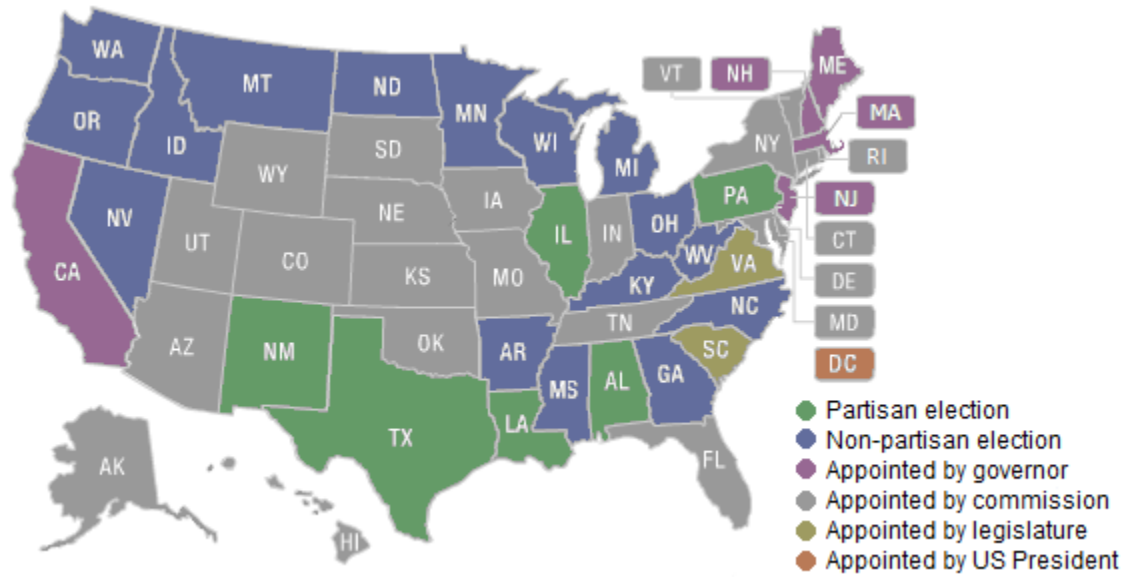 WA
MT
ND
MN
OR
ID
WI
MI
SD
WY
IA
NE
NV
UT
CO
CA
KS
MO
IL
IN
OH
PA
NY
VT
NH
ME
MA
RI
NJ
CT
DE
MD
DC
WV
VA
KY
NC
TN
SC
AZ
NM
OK
AR
MS
AL
GA
TX
LA
FL
AK
HI
Partisan election
Non-partisan election
Appointed by governor
Appointed by commission
Appointed by legislature
Appointed by US President